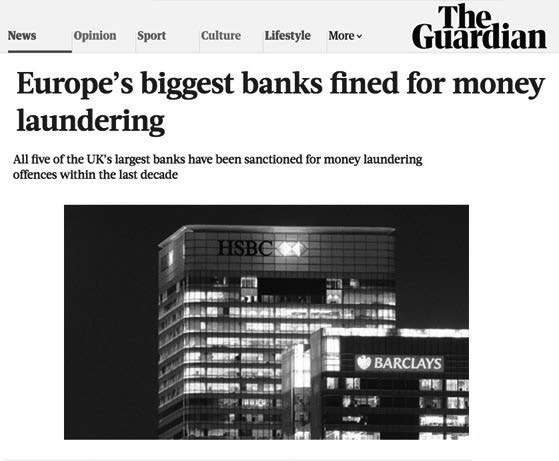 The
Guardian
News Opinion Sport Culture Lifestyle More
Europe’s biggest banks fined for money
laundering
All five of the UK’s largest banks have been sanctioned for money laundering
offences within the last decade
HSBC
BARCLAYS